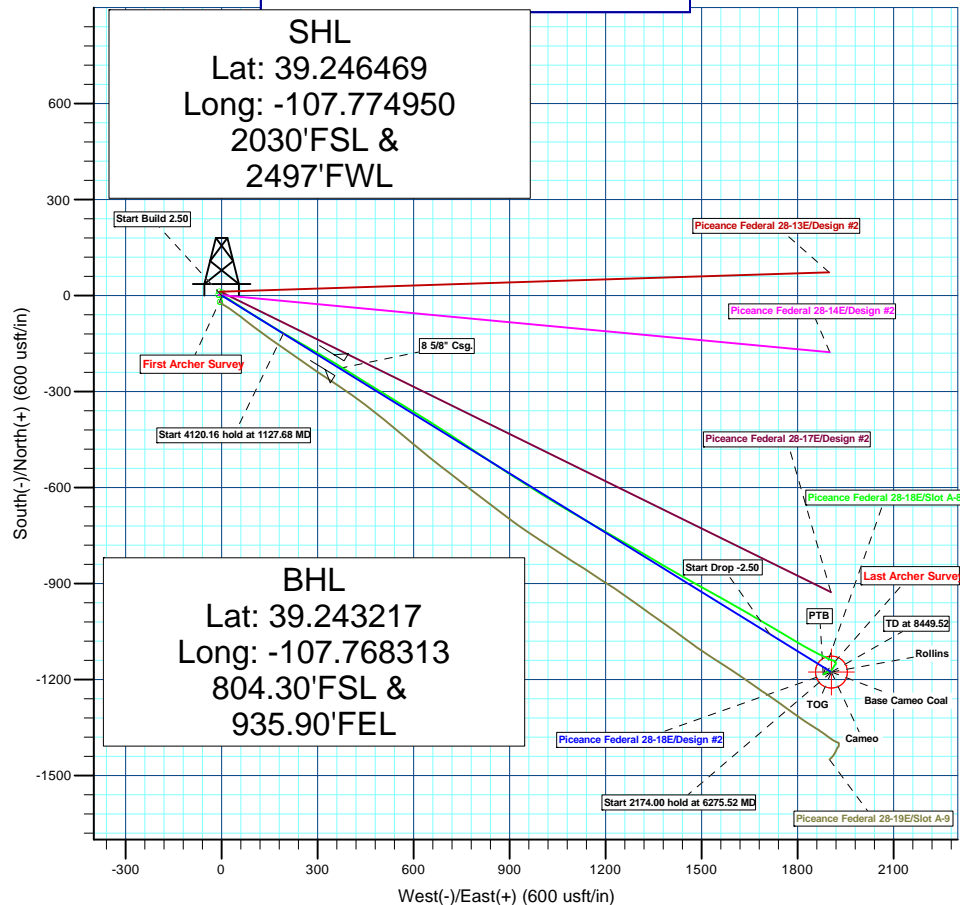 SHL
Lat: 39.246469
Long: -107.774950
2030'FSL &
2497'FWL
600
300
0
-300
-600
-900
-1200
-1500
South(-)/North(+) (600 usft/in)
Start Build 2.50
Piceance Federal 28-13E/Design #2
Piceance Federal 28-14E/Design #2
8 5/8" Csg.
First Archer Survey
Start 4120.16 hold at 1127.68 MD
Piceance Federal 28-17E/Design #2
Piceance Federal 28-18E/Slot A-8
Start Drop -2.50
Last Archer Survey
PTB
TD at 8449.52
Rollins
BHL
Lat: 39.243217
Long: -107.768313
804.30'FSL &
935.90'FEL
TOG
Base Cameo Coal
Cameo
Piceance Federal 28-18E/Design #2
Start 2174.00 hold at 6275.52 MD
Piceance Federal 28-19E/Slot A-9
-300
0
300
600
900
1200
1500
1800
2100
West(-)/East(+) (600 usft/in)